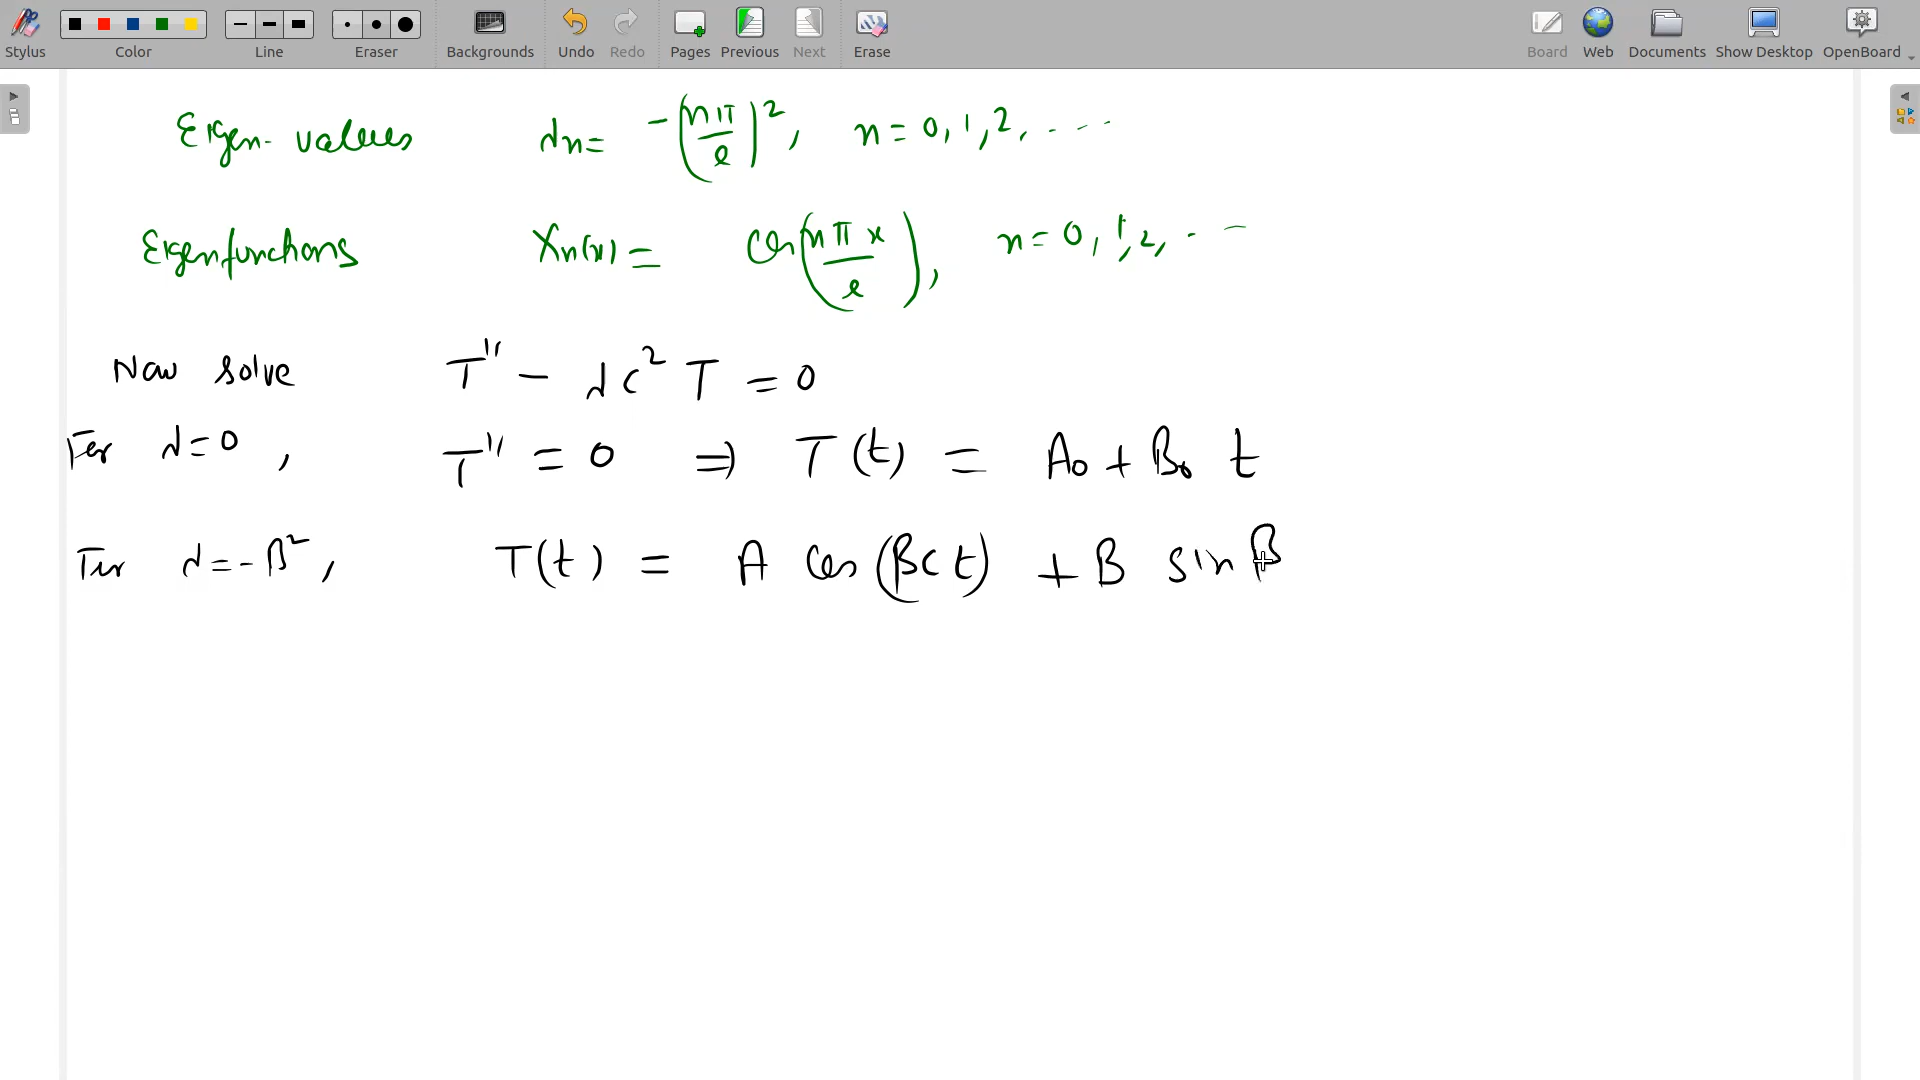 Stylus Color Line Eraser Backgrounds Undo Redo Pages Previous Next Erase Board Web Documents Show Desktop OpenBoard
Eigen-values λn = -(nπ/l)², n = 0, 1, 2, ....
Eigenfunctions Xn(x) = Cos(nπx/l), n = 0, 1, 2, ...
Now solve T'' - λc² T = 0
For λ=0, T'' = 0 ⇒ T(t) = A₀ + B₀ t
For λ=-β², T(t) = A Cos(βct) + B sin β